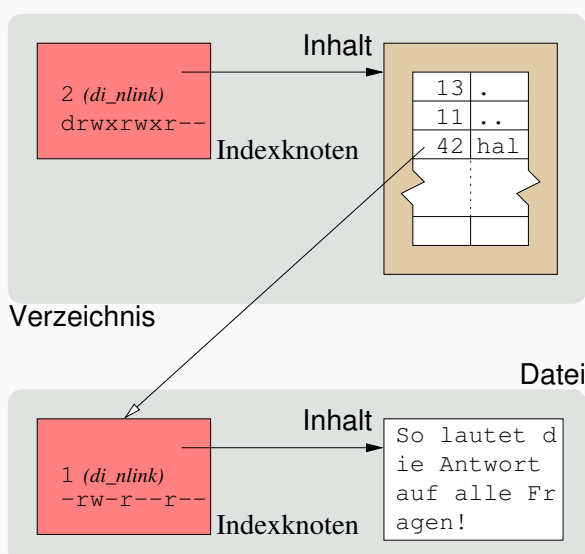 Inhalt
2 (di_nlink)
drwxrwxr--
Indexknoten
13 .
11 ..
42 hal
Verzeichnis
Datei
Inhalt
1 (di_nlink)
-rw-r--r--
Indexknoten
So lautet d
ie Antwort
auf alle Fr
agen!